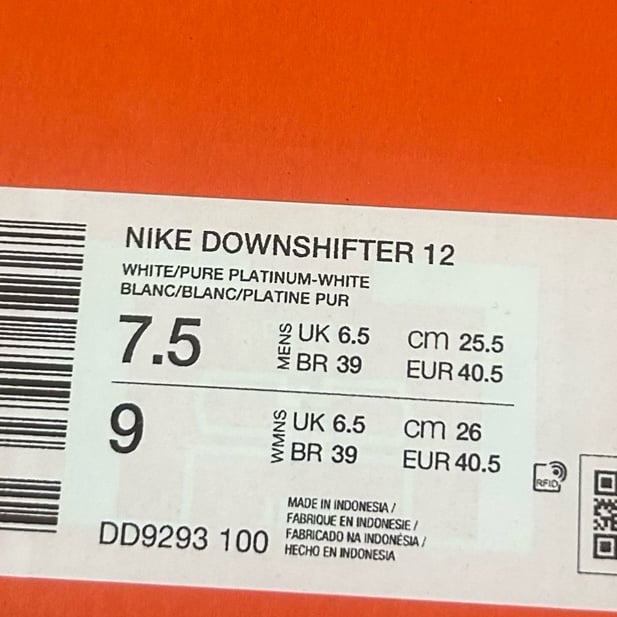 NIKE DOWNSHIFTER 12
WHITE/PURE PLATINUM-WHITE
BLANC/BLANC/PLATINE PUR
7.5 MENS UK 6.5 cm 25.5
BR 39 EUR 40.5
9 WMNS UK 6.5 cm 26
BR 39 EUR 40.5
RFID
DD9293 100
MADE IN INDONESIA /
FABRIQUE EN INDONESIE /
FABRICADO NA INDONÉSIA /
HECHO EN INDONESIA